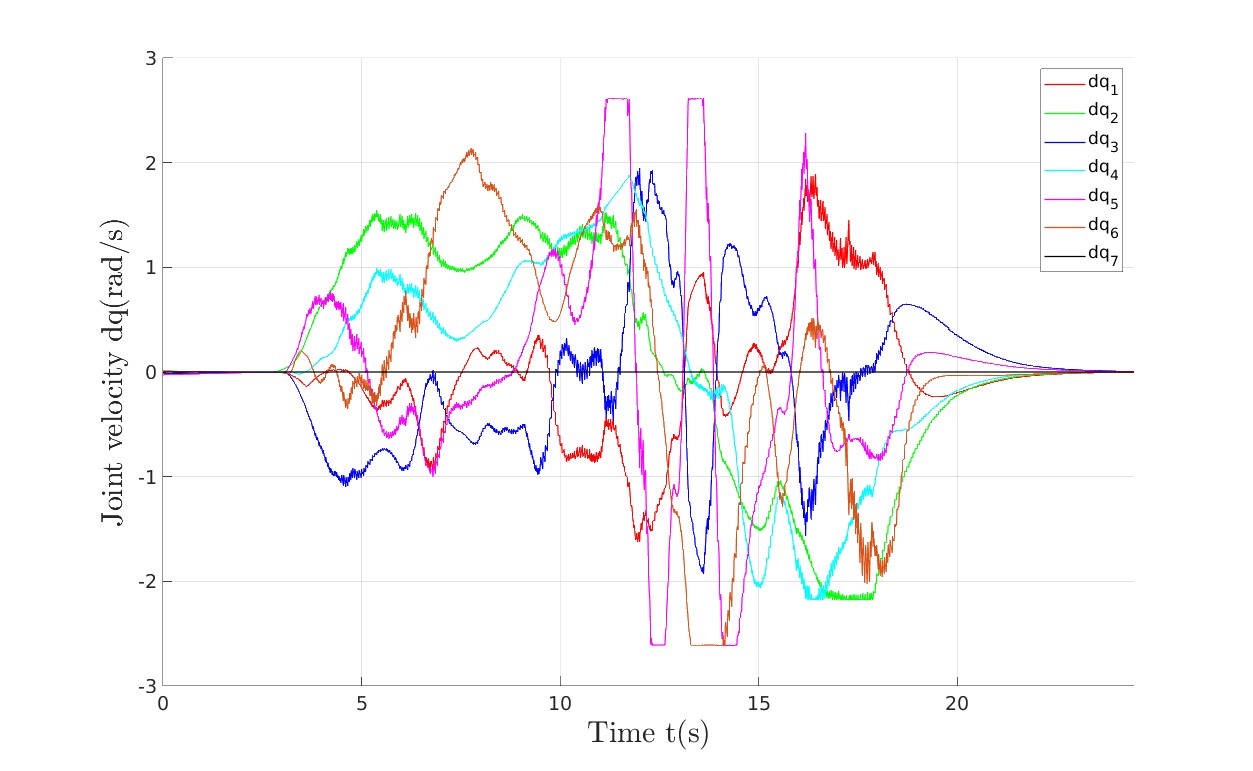 3
2
1
0
-1
-2
-3
Joint velocity dq(rad/s)
0 5 10 15 20
Time t(s)
dq1
dq2
dq3
dq4
dq5
dq6
dq7